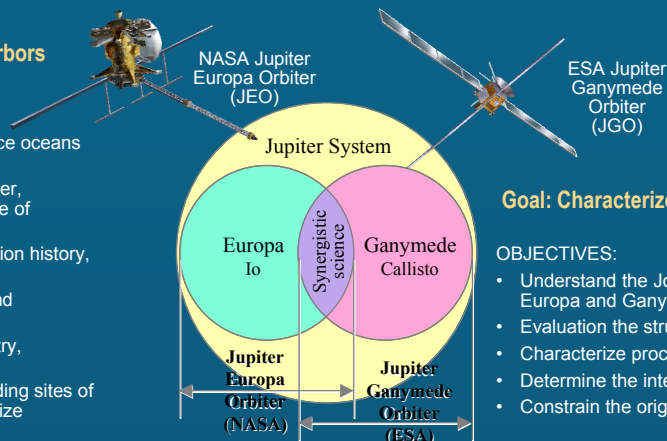 rbors
ce oceans
er,
e of
ion history,
nd
try,
ding sites of
ize
NASA Jupiter
Europa Orbiter
(JEO)
ESA Jupiter
Ganymede
Orbiter
(JGO)
Jupiter System
Europa
Io
Synergistic
science
Ganymede
Callisto
Jupiter
Europa
Orbiter
(NASA)
Jupiter
Ganymede
Orbiter
(ESA)
Goal: Characterize
OBJECTIVES:
• Understand the Jo
Europa and Gany
• Evaluation the stru
• Characterize proc
• Determine the inte
• Constrain the orig